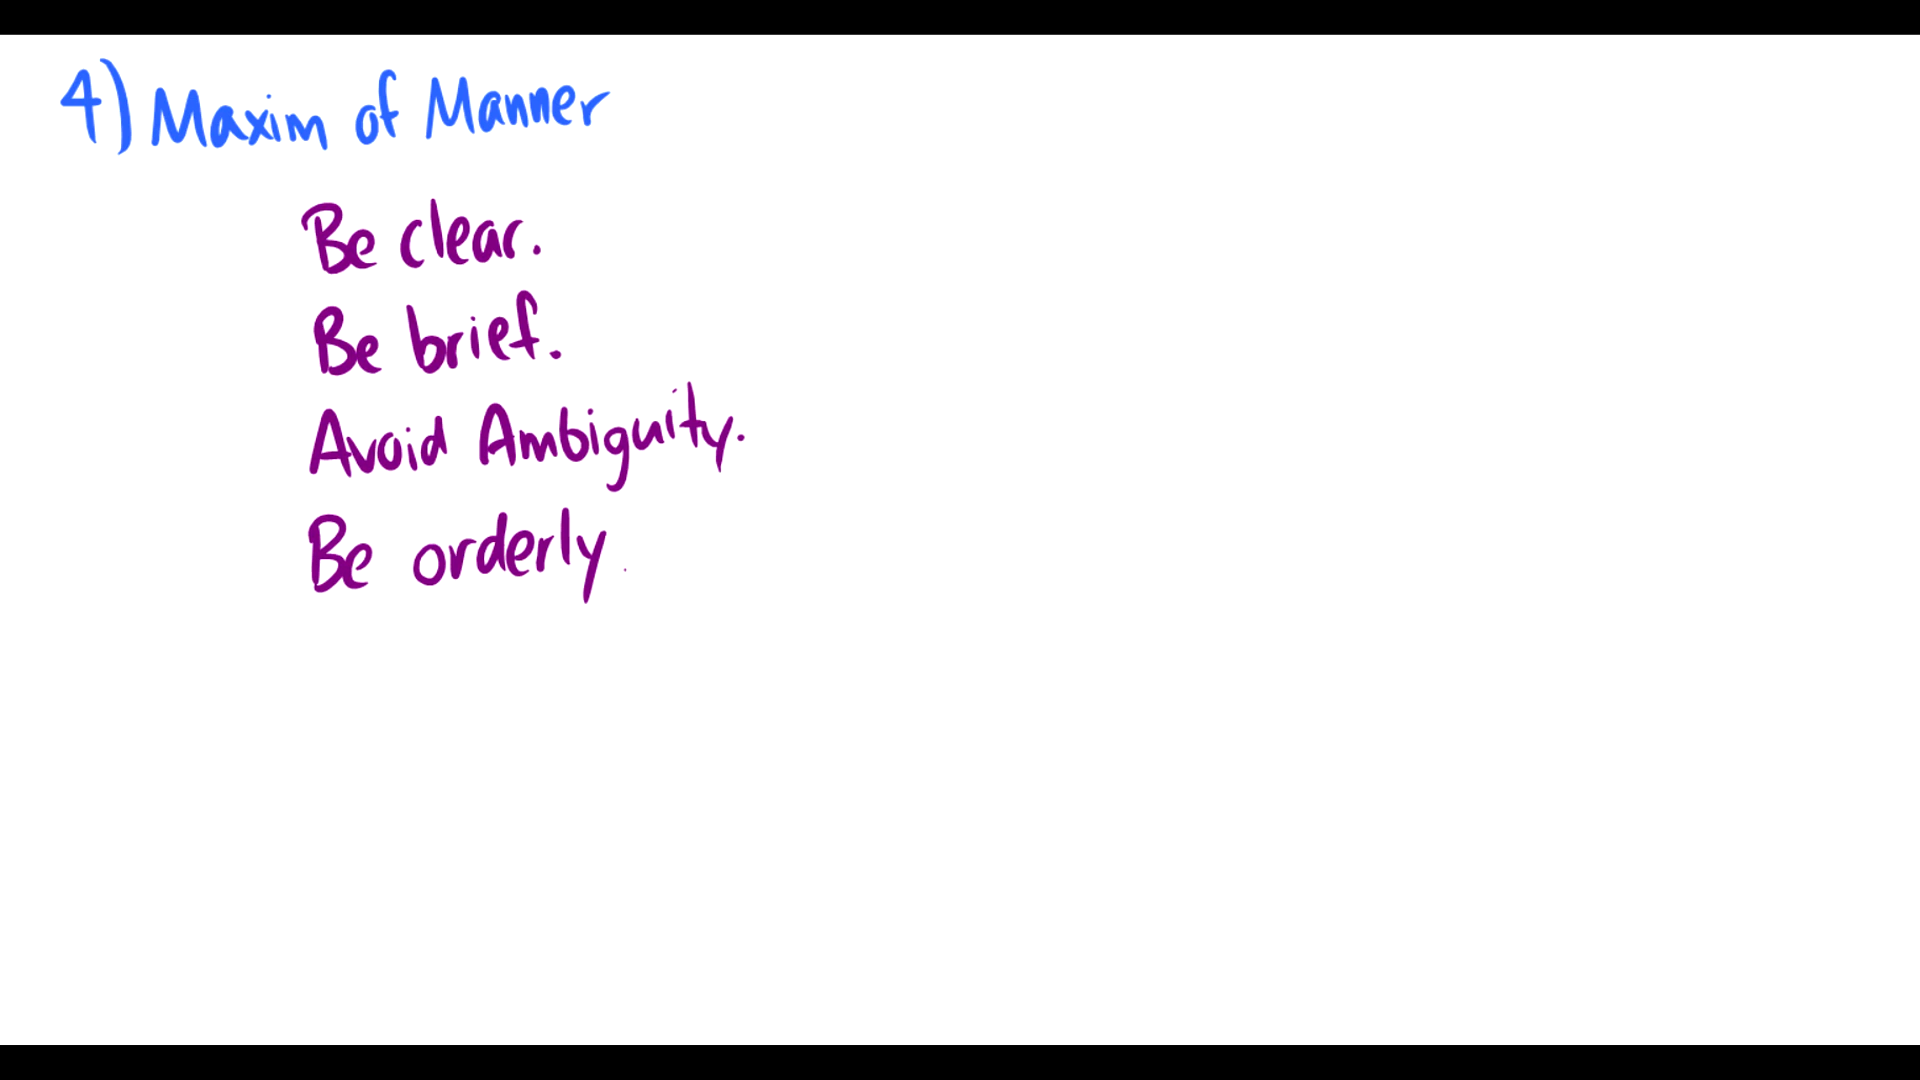 4) Maxim of Manner
Be clear.
Be brief.
Avoid Ambiguity.
Be orderly.